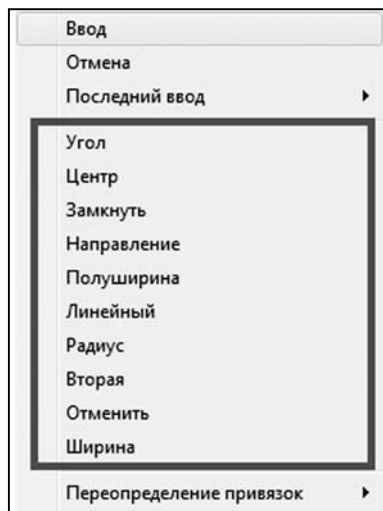 Ввод
Отмена
Последний ввод
Угол
Центр
Замкнуть
Направление
Полуширина
Линейный
Радиус
Вторая
Отменить
Ширина
Переопределение привязок